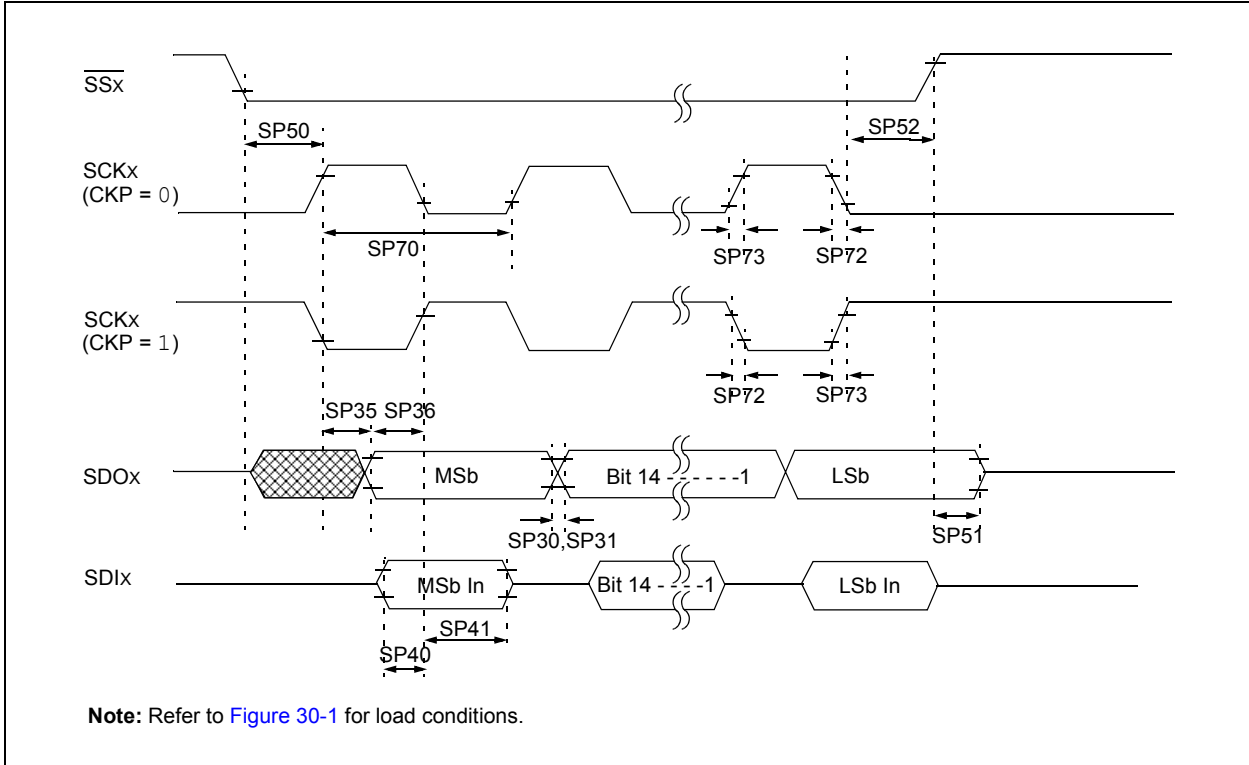 SSx
SP50
SP52
SCKx
(CKP = 0)
SP70
SP73
SP72
SCKx
(CKP = 1)
SP72
SP73
SP35
SP36
SDOx
MSb
Bit 14 - - - - - -1
LSb
SP30,SP31
SP51
SDIx
MSb In
Bit 14 - - - -1
LSb In
SP41
SP40
Note: Refer to Figure 30-1 for load conditions.